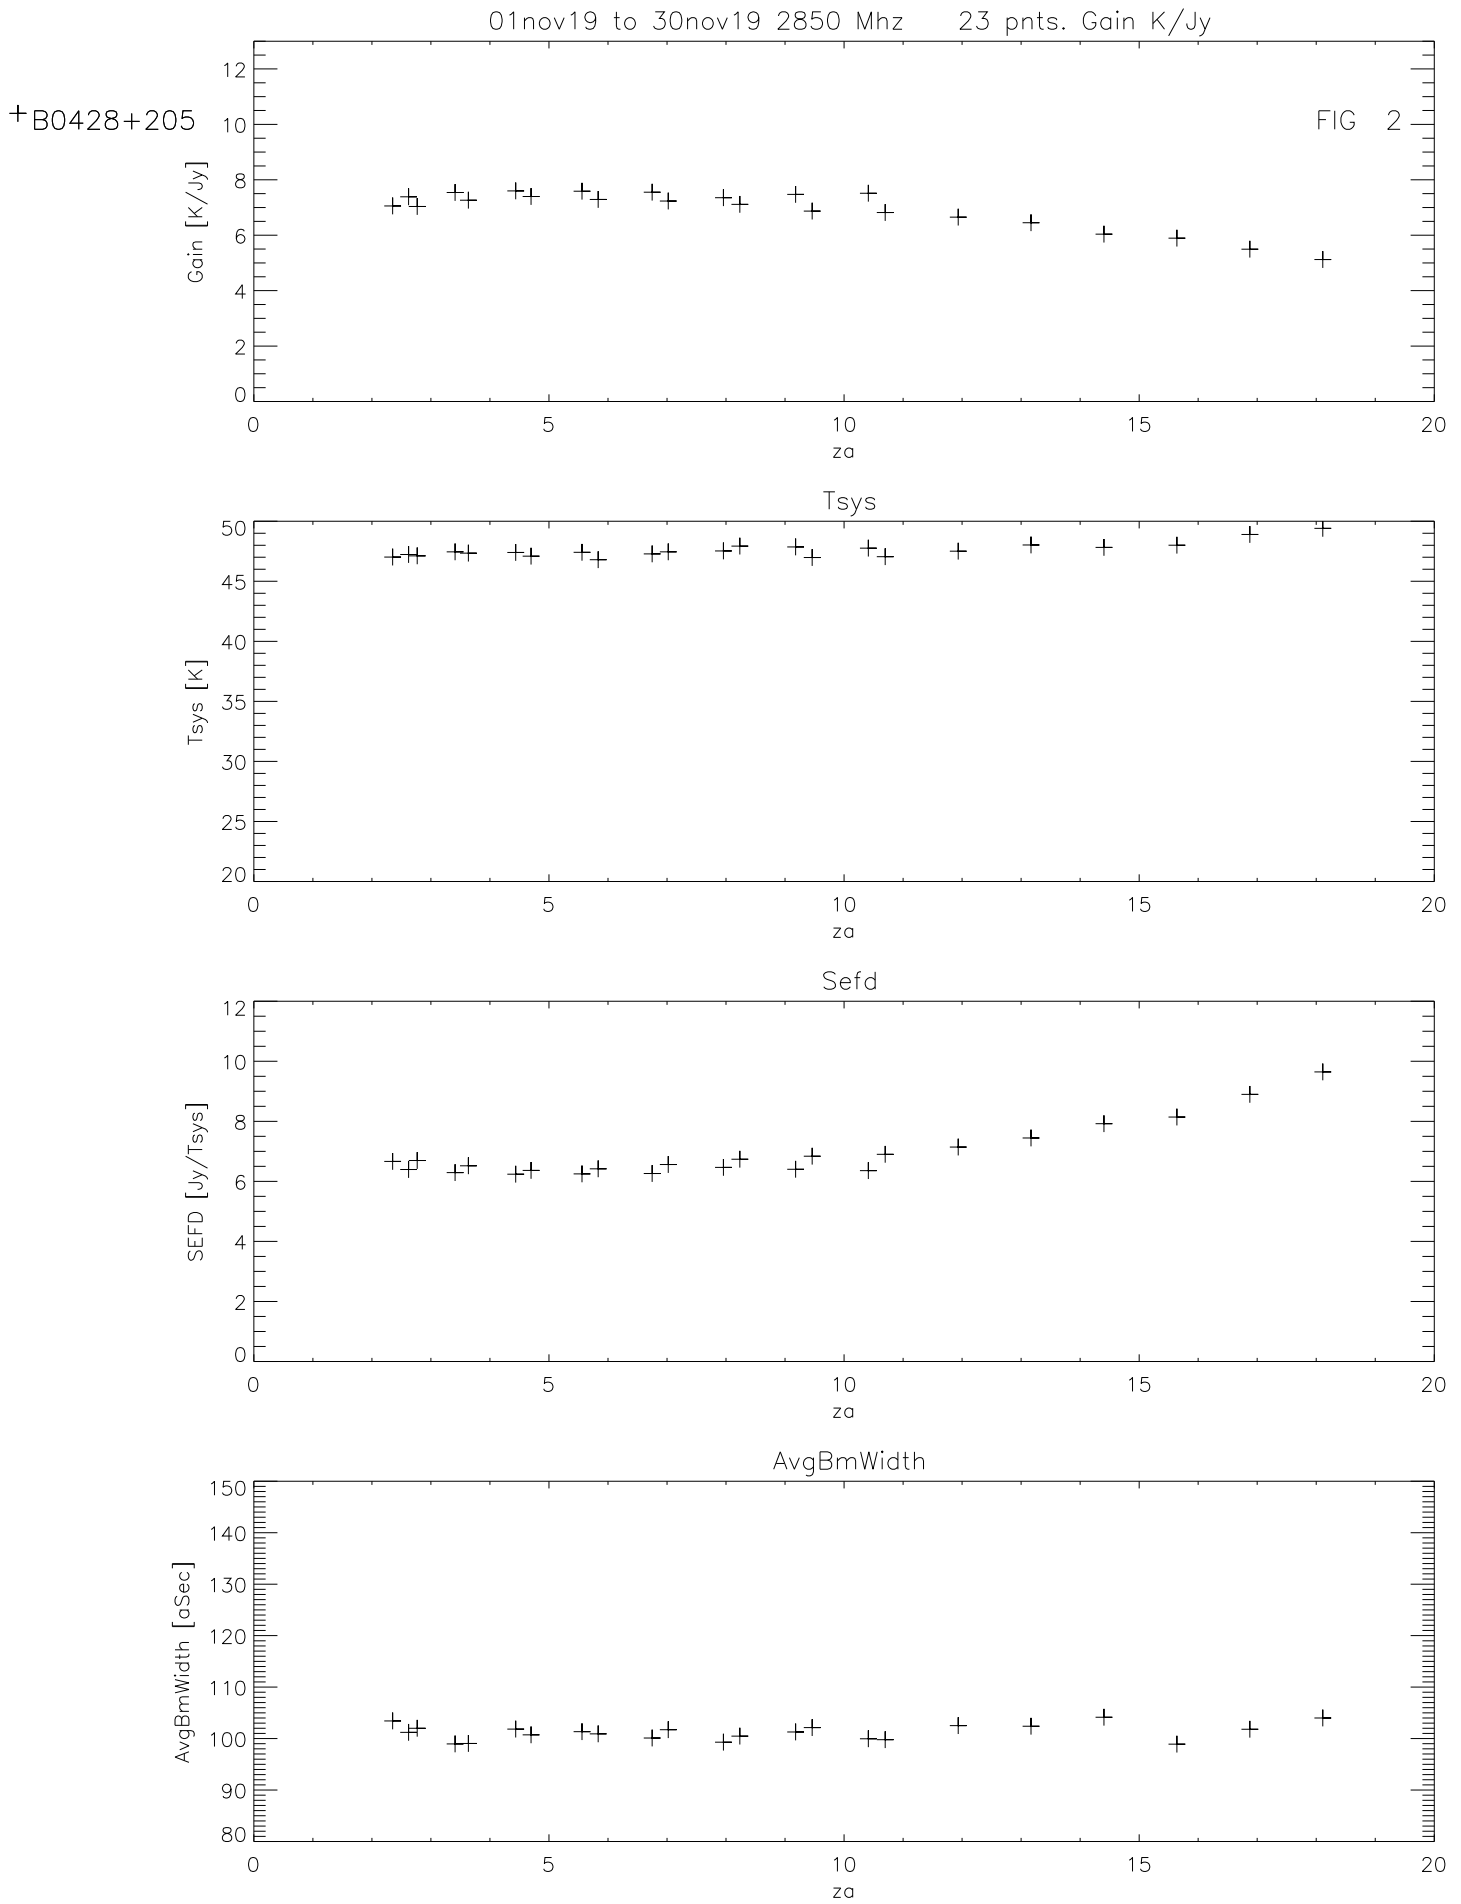 01nov19 to 30nov19 2850 Mhz 23 pnts. Gain K/Jy
+B0428+205
FIG 2
Gain [K/Jy]
12
10
8
6
4
2
0
0 5 10 15 20
za
Tsys
Tsys [K]
50
45
40
35
30
25
20
0 5 10 15 20
za
Sefd
SEFD [Jy/Tsys]
12
10
8
6
4
2
0
0 5 10 15 20
za
AvgBmWidth
AvgBmWidth [aSec]
150
140
130
120
110
100
90
80
0 5 10 15 20
za